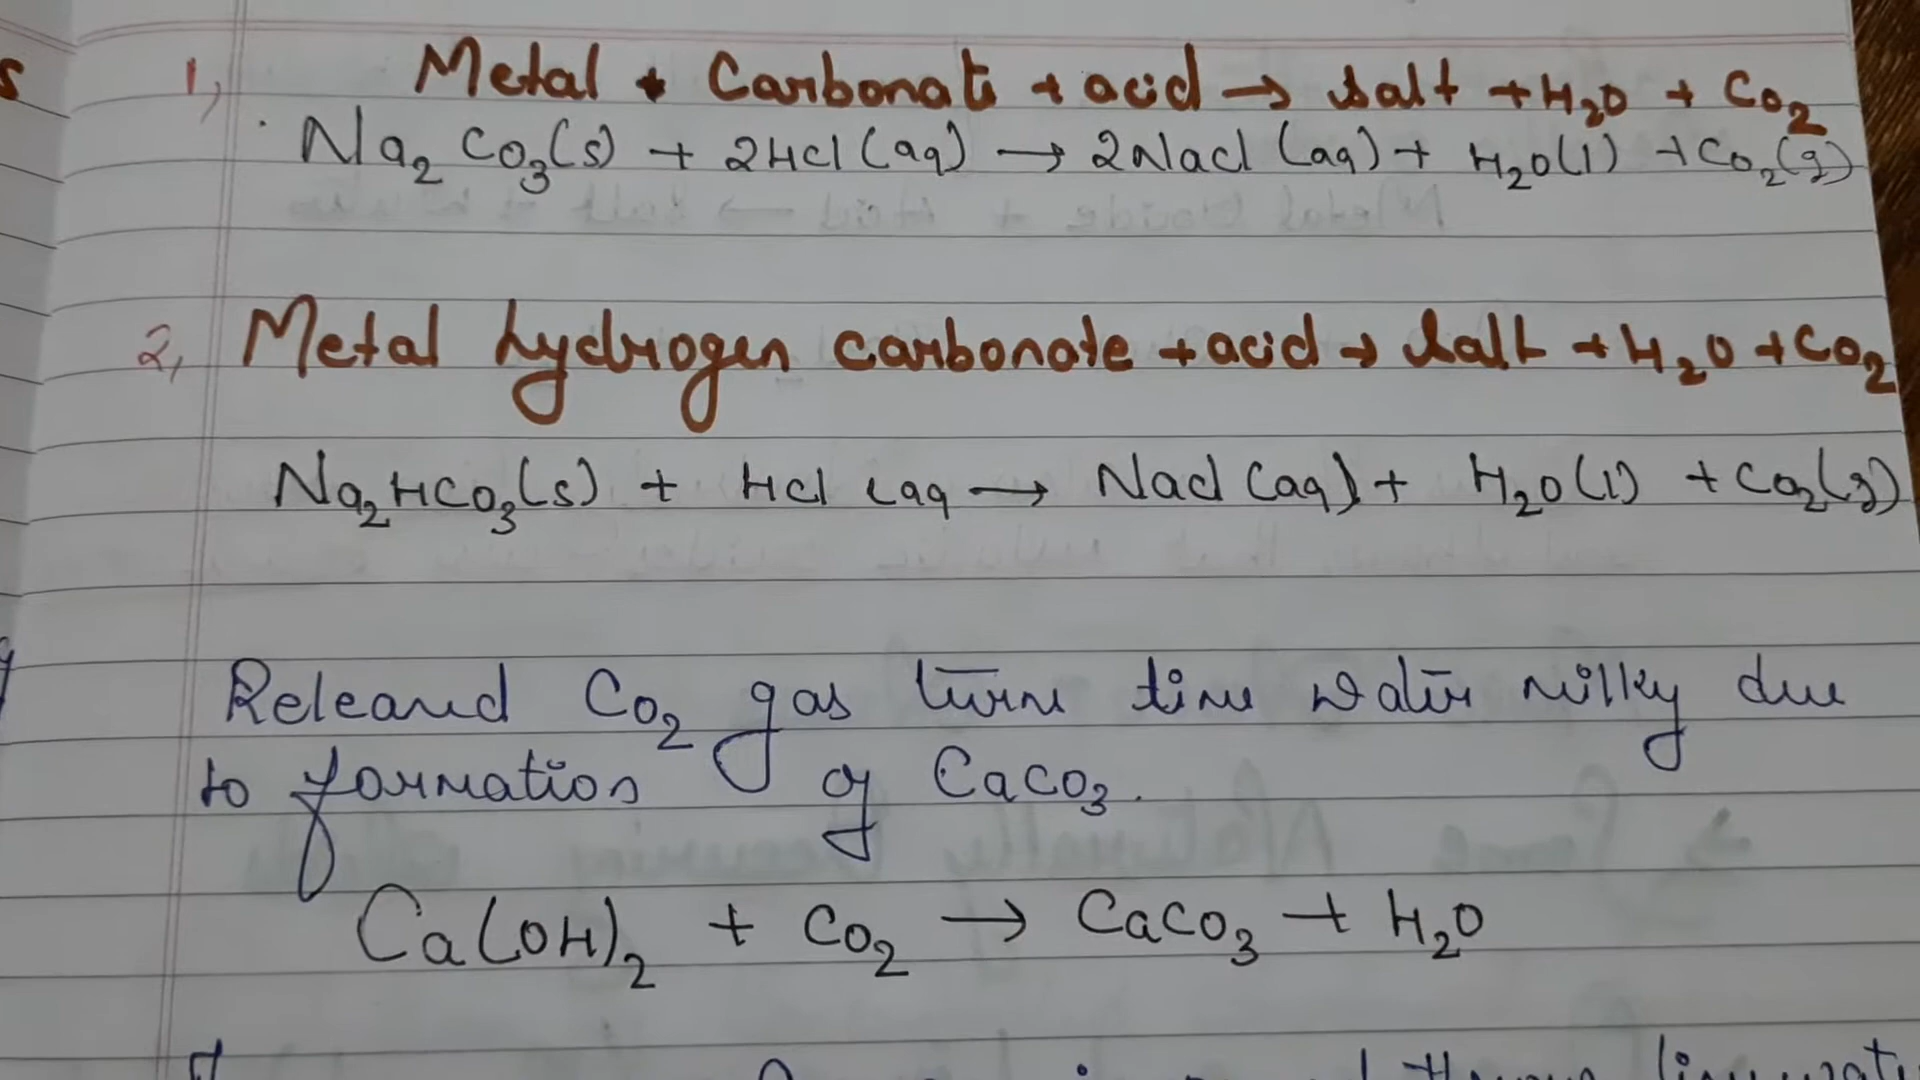 1, Metal + Carbonate + acid → salt + H₂O + CO₂
Na₂CO₃(s) + 2HCl (aq) → 2NaCl (aq) + H₂O(l) + CO₂(g)
2, Metal hydrogen carbonate + acid → salt + H₂O + CO₂
Na₂HCO₃(s) + HCl (aq → NaCl (aq) + H₂O(l) + CO₂(g)
Released CO₂ gas turn lime water milky due
to formation of CaCO₃.
Ca(OH)₂ + CO₂ → CaCO₃ + H₂O